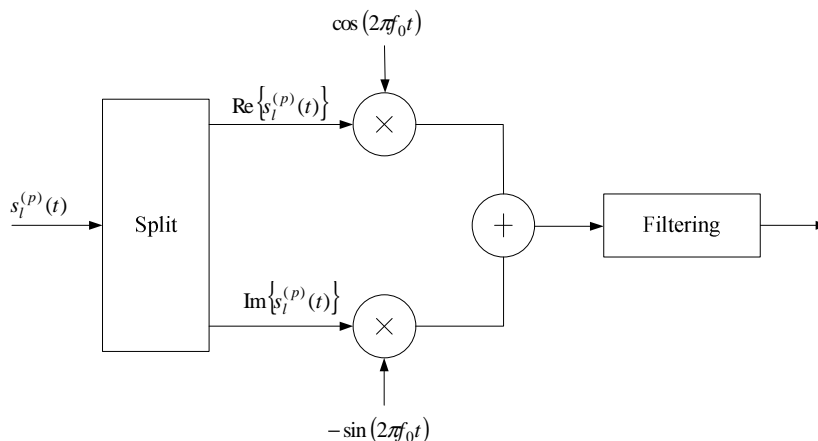 cos(2πf₀t)
Re{s_l^(p)(t)}
×
s_l^(p)(t)
Split
+
Filtering
Im{s_l^(p)(t)}
×
−sin(2πf₀t)